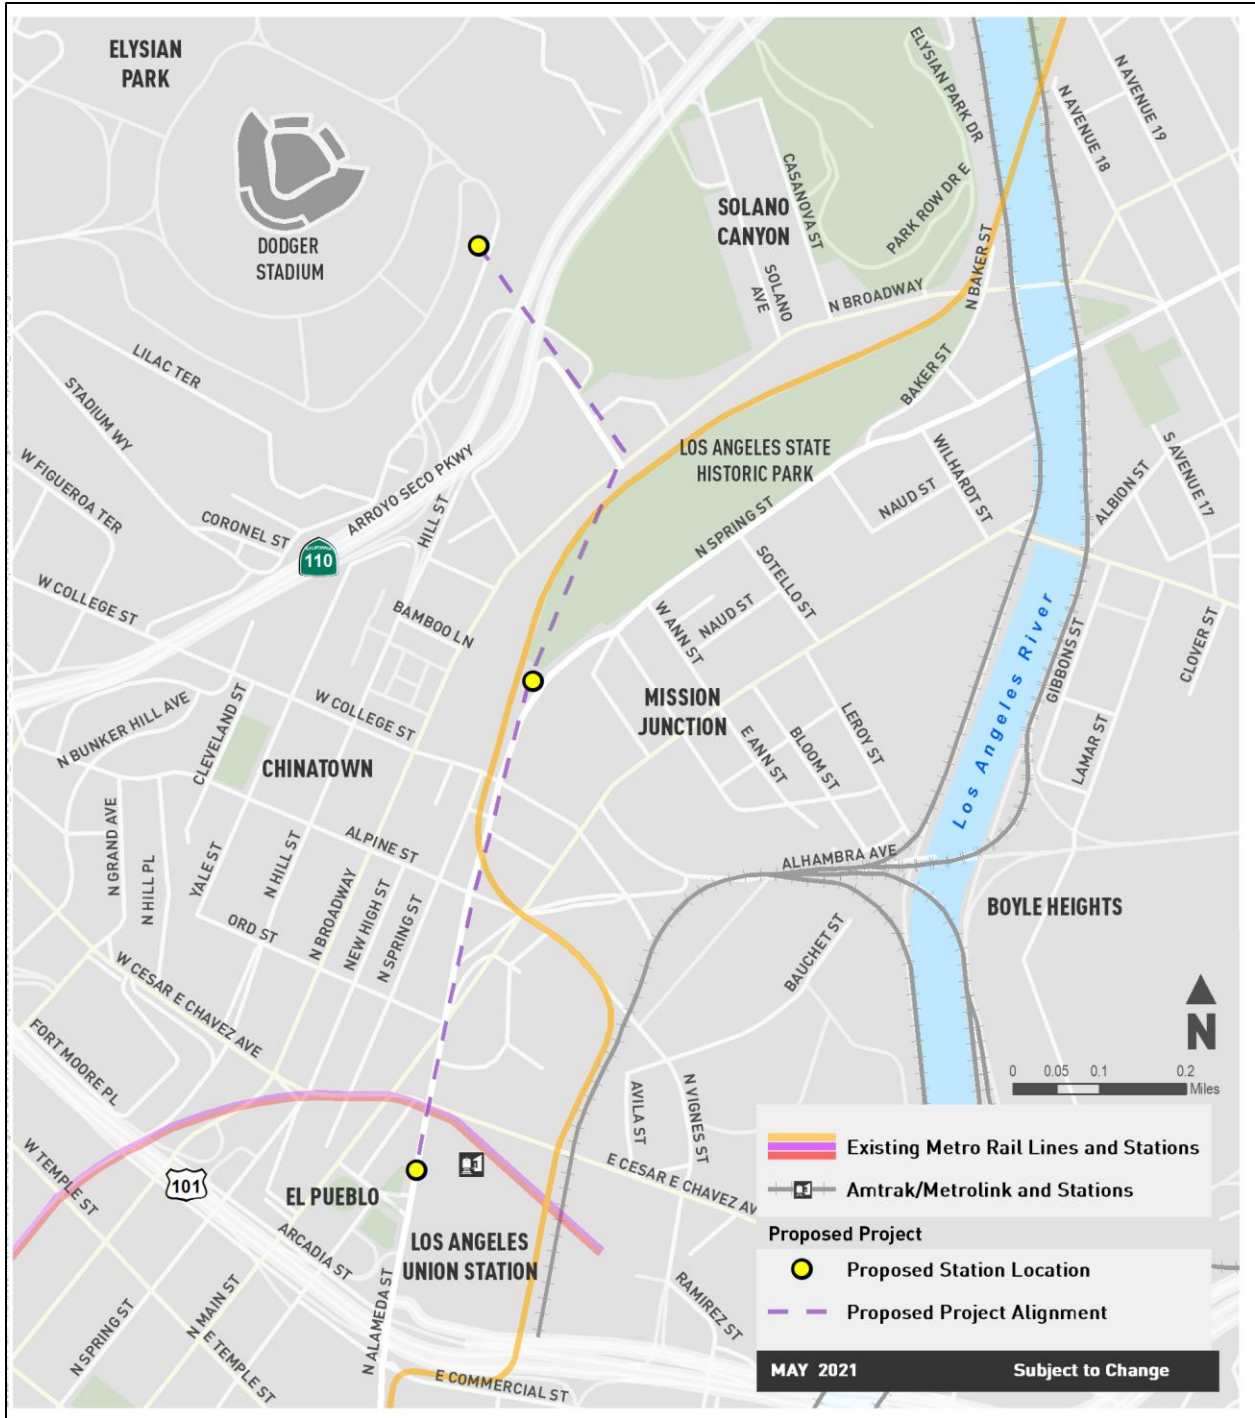 ELYSIAN
PARK
DODGER
STADIUM
ELYSIAN PARK DR
N AVENUE 19
N AVENUE 18
CASANOVA ST
PARK ROW DR E
SOLANO
CANYON
SOLANO
AVE
N BROADWAY
N BAKER ST
BAKER ST
LILAC TER
STADIUM WY
W FIGUEROA TER
ARROYO SECO PKWY
CORONEL ST
HILL ST
CALIFORNIA
110
LOS ANGELES STATE
HISTORIC PARK
WILHARDT ST
NAUD ST
S AVENUE 17
ALBION ST
N SPRING ST
SOTELLO ST
W COLLEGE ST
BAMBOO LN
W ANN ST
NAUD ST
Los Angeles River
GIBBONS ST
CLOVER ST
N BUNKER HILL AVE
CLEVELAND ST
W COLLEGE ST
MISSION
JUNCTION
E ANN ST
BLOOM ST
LEROY ST
LAMAR ST
CHINATOWN
N GRAND AVE
N HILL PL
YALE ST
N HILL ST
ALPINE ST
ALHAMBRA AVE
ORD ST
N BROADWAY
NEW HIGH ST
N SPRING ST
BOYLE HEIGHTS
BAUCHET ST
W CESAR E CHAVEZ AVE
FORT MOORE PL
N
0 0.05 0.1 0.2
Miles
AVILA ST
N VIGNES ST
W TEMPLE ST
101
EL PUEBLO
E CESAR E CHAVEZ AV
ARCADIA ST
LOS ANGELES
UNION STATION
N MAIN ST
N SPRING ST
E TEMPLE ST
N ALAMEDA ST
RAMIREZ ST
E COMMERCIAL ST
Existing Metro Rail Lines and Stations
Amtrak/Metrolink and Stations
Proposed Project
Proposed Station Location
Proposed Project Alignment
MAY 2021 Subject to Change